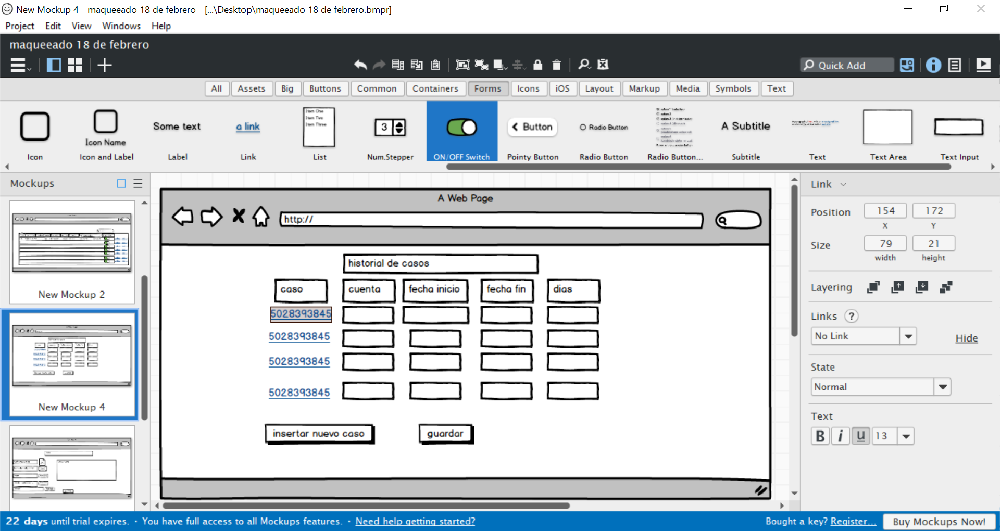 New Mockup 4 - maqueeado 18 de febrero - [...\Desktop\maqueeado 18 de febrero.bmpr]
Project Edit View Windows Help
maqueeado 18 de febrero
Quick Add
All Assets Big Buttons Common Containers Forms Icons iOS Layout Markup Media Symbols Text
Item One
Item Two
Item Three
Icon Name
Some text
a link
3
Button
Radio Button
A Subtitle
Icon Icon and Label Label Link List Num.Stepper ON/OFF Switch Pointy Button Radio Button Radio Button... Subtitle Text Text Area Text Input
Mockups
New Mockup 2
New Mockup 4
A Web Page
http://
historial de casos
caso cuenta fecha inicio fecha fin dias
5028393845
5028393845
5028393845
5028393845
insertar nuevo caso guardar
Link
Position 154 172
X Y
Size 79 21
width height
Layering
Links ?
No Link Hide
State
Normal
Text
B i U 13
22 days until trial expires. · You have full access to all Mockups features. · Need help getting started? Bought a key? Register... Buy Mockups Now!